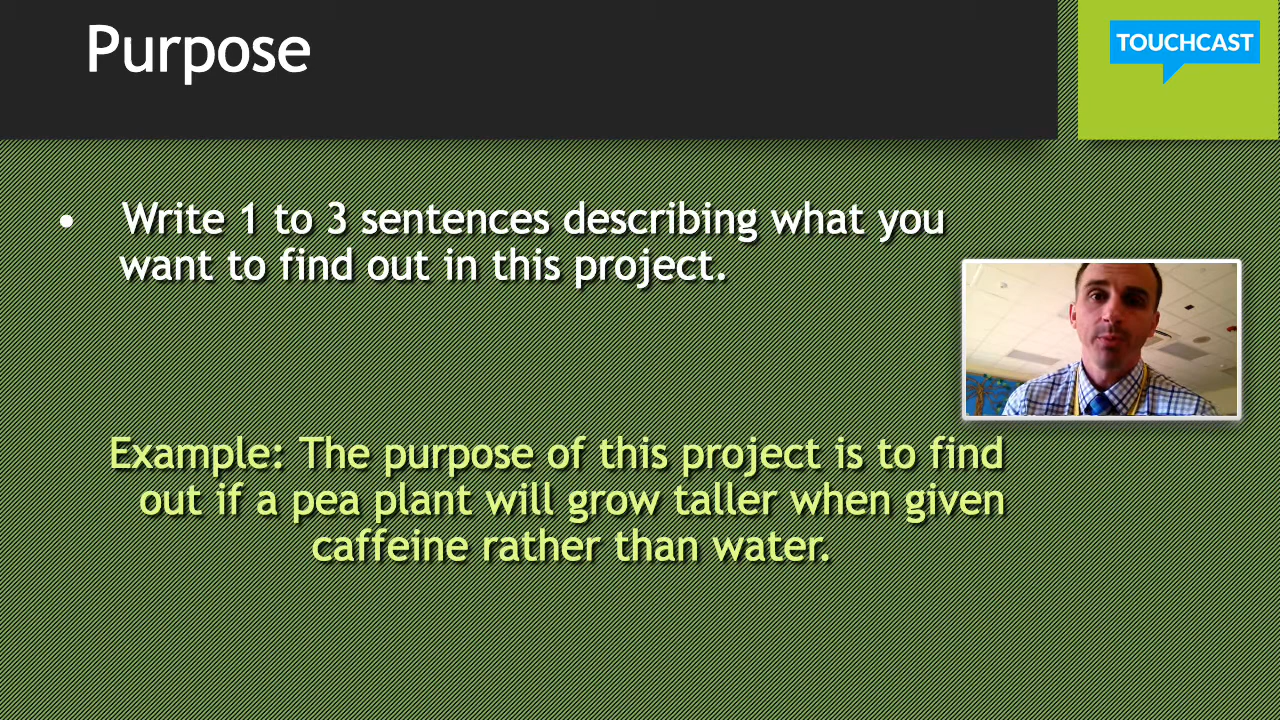 Purpose
TOUCHCAST
• Write 1 to 3 sentences describing what you
want to find out in this project.
Example: The purpose of this project is to find
out if a pea plant will grow taller when given
caffeine rather than water.